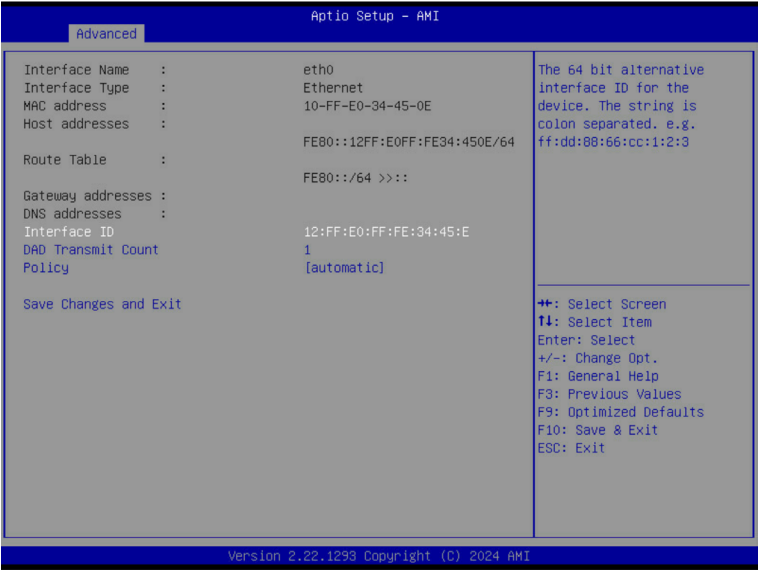 Aptio Setup – AMI
Advanced
Interface Name : eth0
Interface Type : Ethernet
MAC address : 10-FF-E0-34-45-0E
Host addresses :
FE80::12FF:E0FF:FE34:450E/64
Route Table :
FE80::/64 >>::
Gateway addresses :
DNS addresses :
Interface ID 12:FF:E0:FF:FE:34:45:E
DAD Transmit Count 1
Policy [automatic]
Save Changes and Exit
The 64 bit alternative
interface ID for the
device. The string is
colon separated. e.g.
ff:dd:88:66:cc:1:2:3
→←: Select Screen
↑↓: Select Item
Enter: Select
+/-: Change Opt.
F1: General Help
F3: Previous Values
F9: Optimized Defaults
F10: Save & Exit
ESC: Exit
Version 2.22.1293 Copyright (C) 2024 AMI